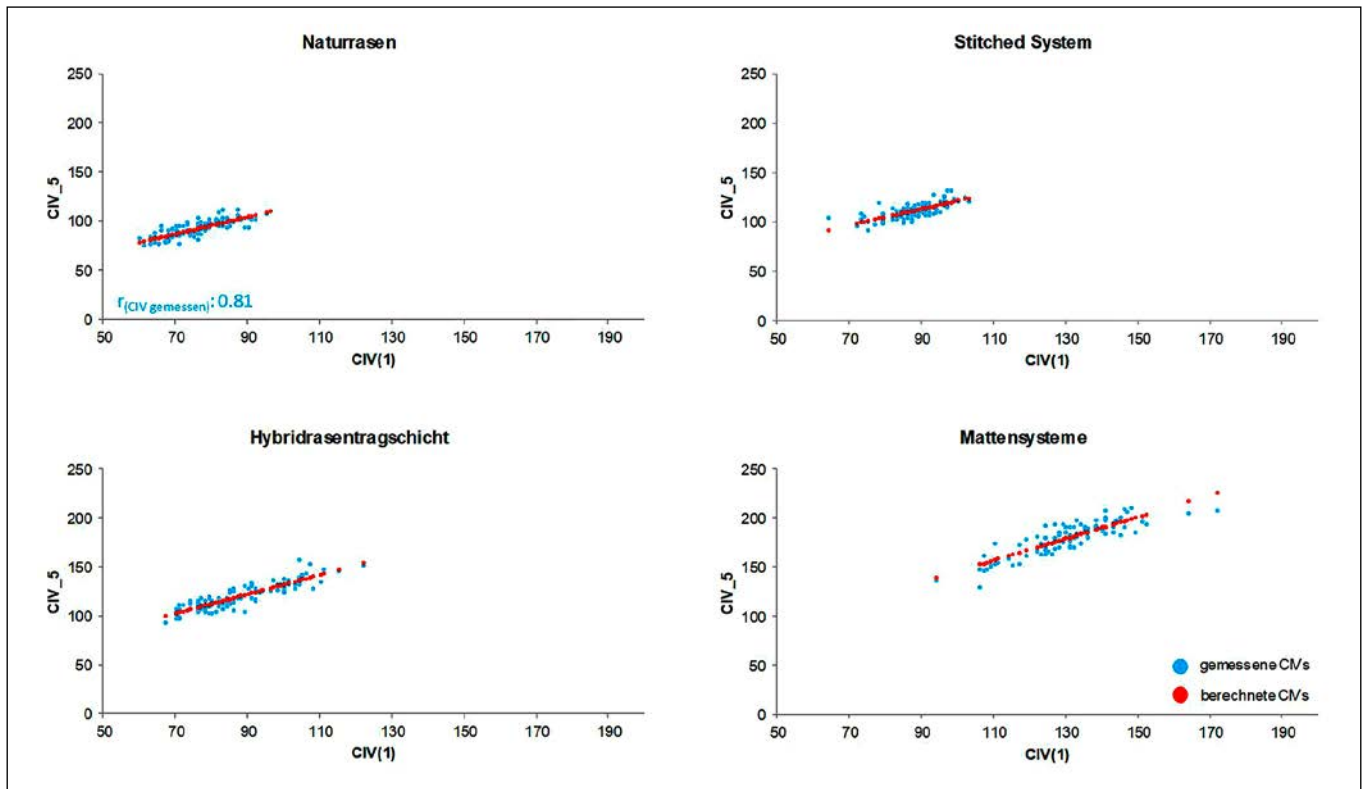 Naturrasen
250
200
150
100
50
0
CIV_5
r(CIV gemessen): 0.81
50 70 90 110 130 150 170 190
CIV(1)
Stitched System
250
200
150
100
50
0
CIV_5
50 70 90 110 130 150 170 190
CIV(1)
Hybridrasentragschicht
250
200
150
100
50
0
CIV_5
50 70 90 110 130 150 170 190
CIV(1)
Mattensysteme
250
200
150
100
50
0
CIV_5
gemessene CIVs
berechnete CIVs
50 70 90 110 130 150 170 190
CIV(1)